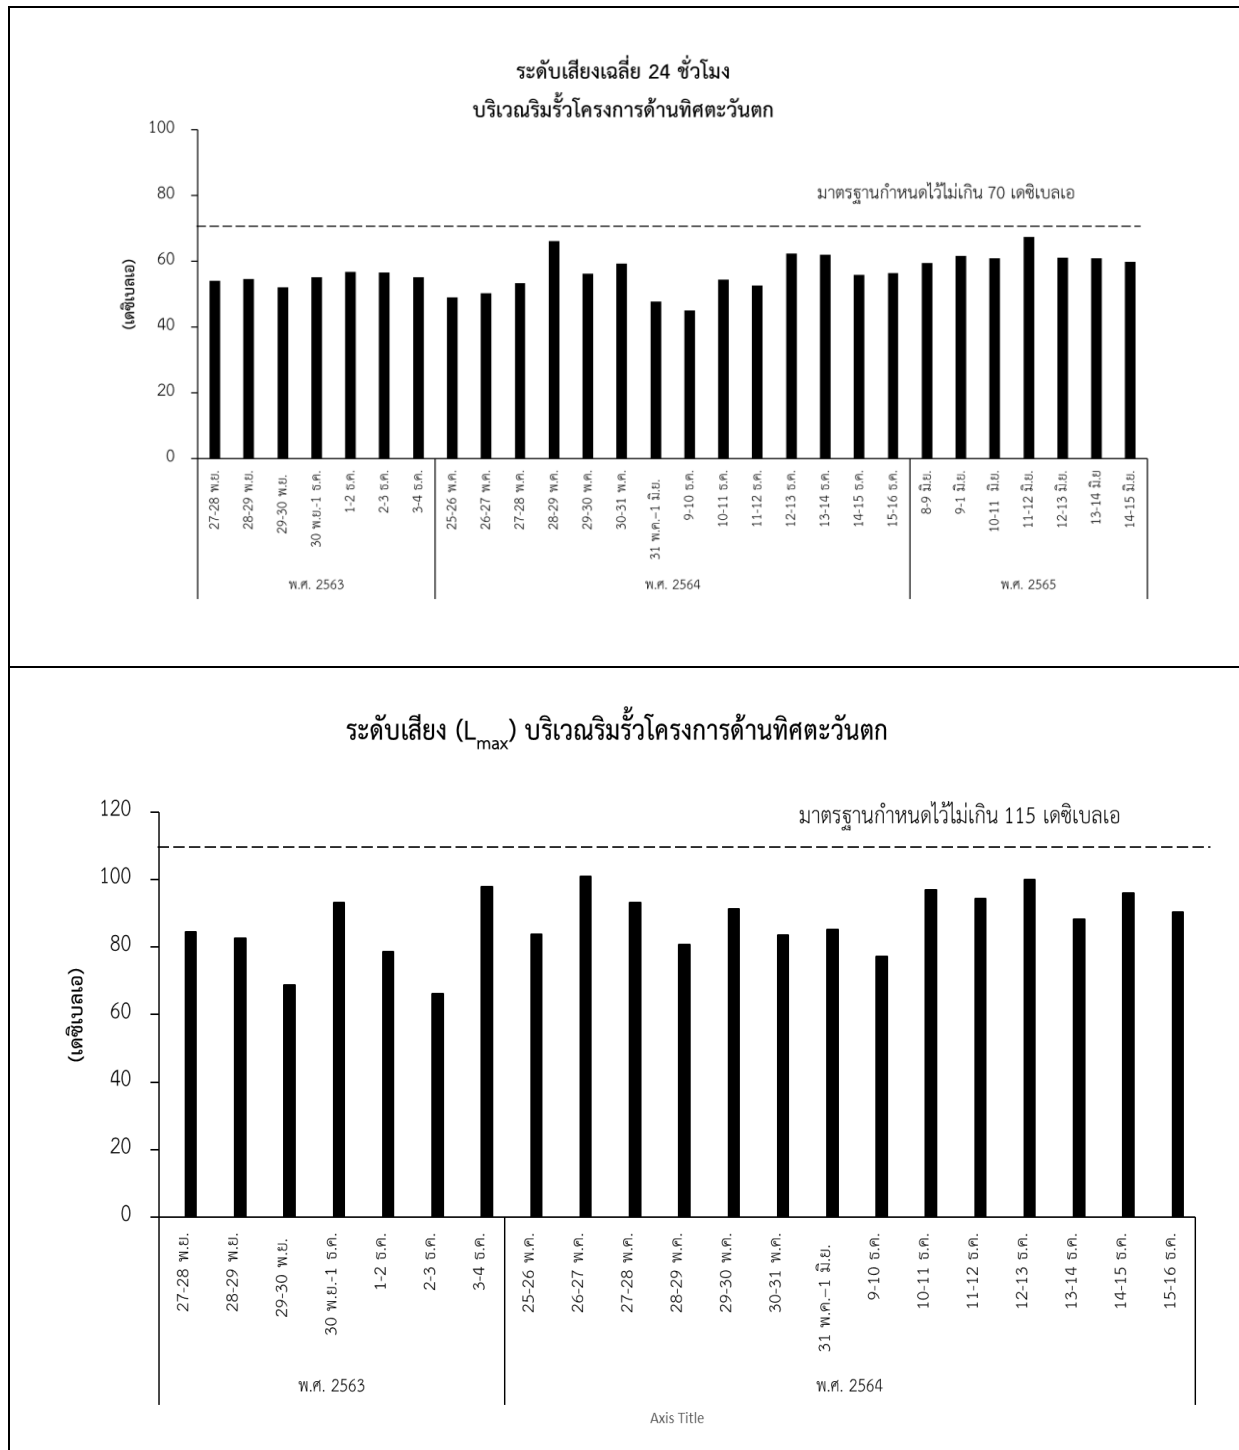 ระดับเสียงเฉลี่ย 24 ชั่วโมง
บริเวณริมรั้วโครงการด้านทิศตะวันตก
100
80
60
40
20
0
(เดซิเบลเอ)
มาตรฐานกำหนดไว้ไม่เกิน 70 เดซิเบลเอ
27-28 พ.ย.
28-29 พ.ย.
29-30 พ.ย.
30 พ.ย.-1 ธ.ค.
1-2 ธ.ค.
2-3 ธ.ค.
3-4 ธ.ค.
25-26 พ.ค.
26-27 พ.ค.
27-28 พ.ค.
28-29 พ.ค.
29-30 พ.ค.
30-31 พ.ค.
31 พ.ค.–1 มิ.ย.
9-10 ธ.ค.
10-11 ธ.ค.
11-12 ธ.ค.
12-13 ธ.ค.
13-14 ธ.ค.
14-15 ธ.ค.
15-16 ธ.ค.
8-9 มิ.ย.
9-1 มิ.ย.
10-11 มิ.ย.
11-12 มิ.ย.
12-13 มิ.ย.
13-14 มิ.ย
14-15 มิ.ย.
พ.ศ. 2563
พ.ศ. 2564
พ.ศ. 2565
ระดับเสียง (Lmax) บริเวณริมรั้วโครงการด้านทิศตะวันตก
120
100
80
60
40
20
0
(เดซิเบลเอ)
มาตรฐานกำหนดไว้ไม่เกิน 115 เดซิเบลเอ
27-28 พ.ย.
28-29 พ.ย.
29-30 พ.ย.
30 พ.ย.-1 ธ.ค.
1-2 ธ.ค.
2-3 ธ.ค.
3-4 ธ.ค.
25-26 พ.ค.
26-27 พ.ค.
27-28 พ.ค.
28-29 พ.ค.
29-30 พ.ค.
30-31 พ.ค.
31 พ.ค.–1 มิ.ย.
9-10 ธ.ค.
10-11 ธ.ค.
11-12 ธ.ค.
12-13 ธ.ค.
13-14 ธ.ค.
14-15 ธ.ค.
15-16 ธ.ค.
พ.ศ. 2563
พ.ศ. 2564
Axis Title